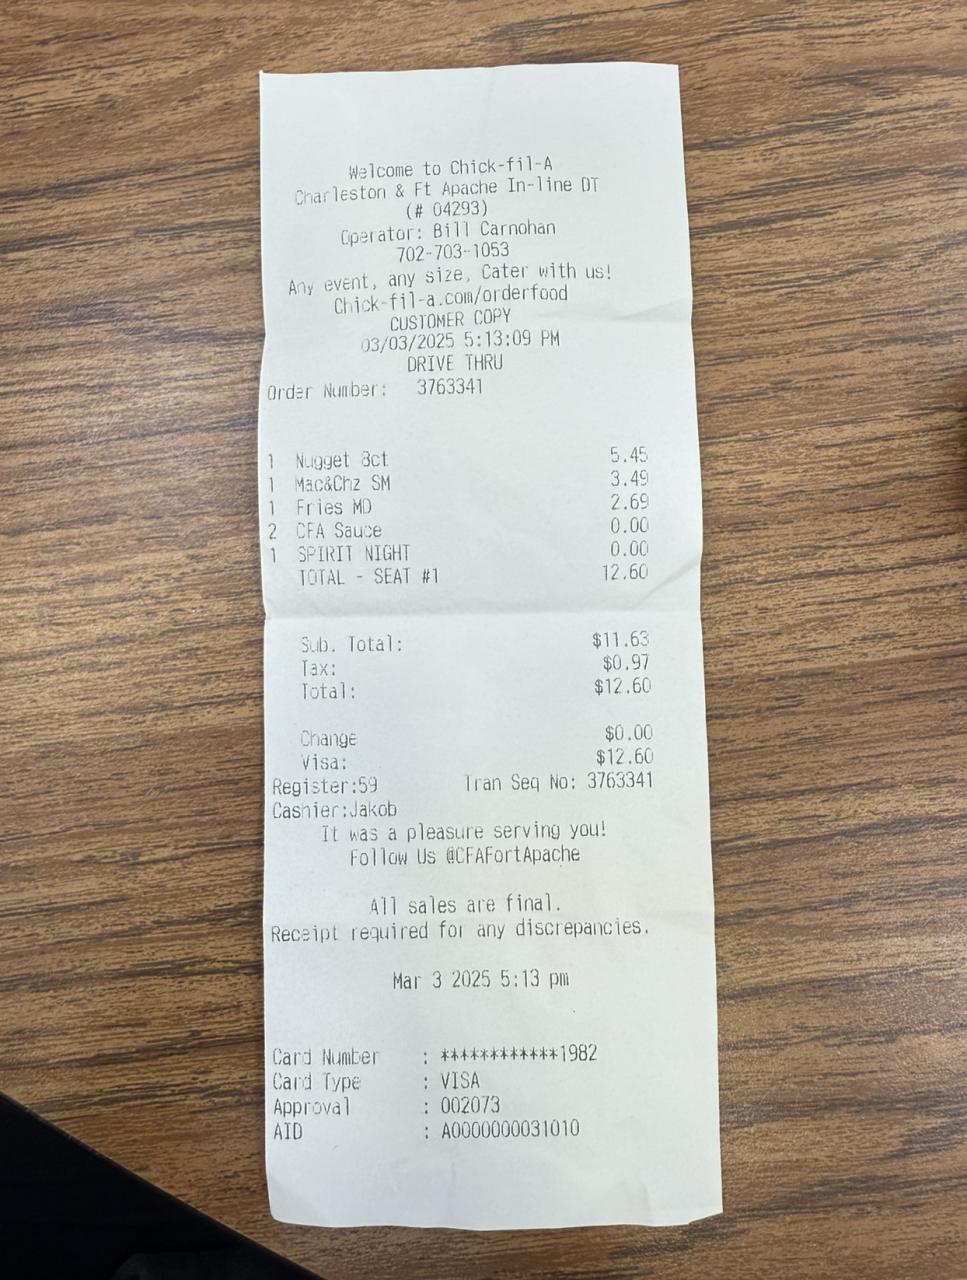 Welcome to Chick-fil-A
Charleston & Ft Apache In-line DT
(# 04293)
Operator: Bill Carnohan
702-703-1053
Any event, any size, Cater with us!
Chick-fil-a.com/orderfood
CUSTOMER COPY
03/03/2025 5:13:09 PM
DRIVE THRU
Order Number: 3763341
1 Nugget 8ct 5.45
1 Mac&Chz SM 3.49
1 Fries MD 2.69
2 CFA Sauce 0.00
1 SPIRIT NIGHT 0.00
TOTAL - SEAT #1 12.60
Sub. Total: $11.63
Tax: $0.97
Total: $12.60
Change $0.00
Visa: $12.60
Register:59 Tran Seq No: 3763341
Cashier:Jakob
It was a pleasure serving you!
Follow Us @CFAFortApache
All sales are final.
Receipt required for any discrepancies.
Mar 3 2025 5:13 pm
Card Number : ************1982
Card Type : VISA
Approval : 002073
AID : A0000000031010